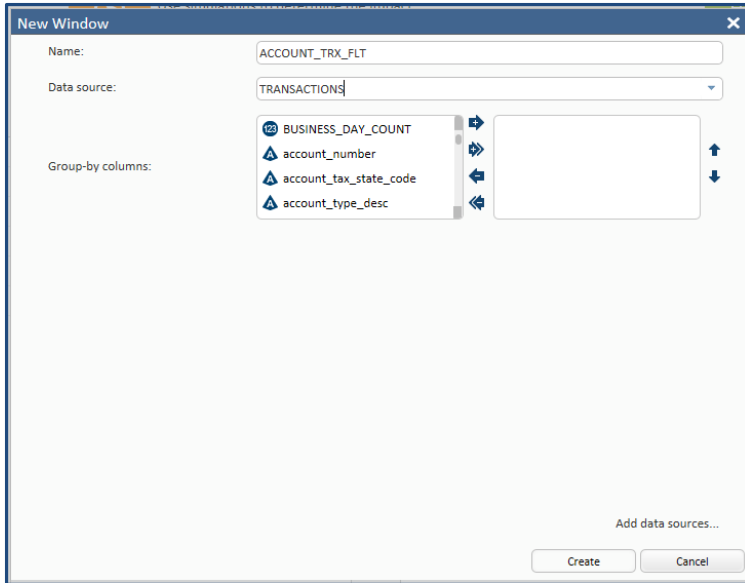 New Window
Name:
ACCOUNT_TRX_FLT
Data source:
TRANSACTIONS
Group-by columns:
123 BUSINESS_DAY_COUNT
A account_number
A account_tax_state_code
A account_type_desc
Add data sources...
Create
Cancel